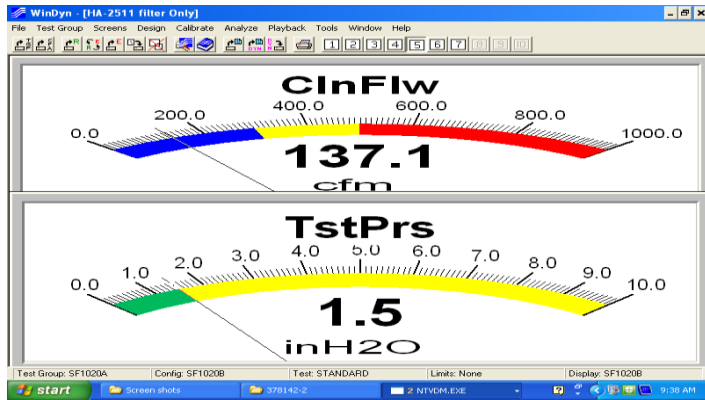 WinDyn - [HA-2511 filter Only]
File Test Group Screens Design Calibrate Analyze Playback Tools Window Help
1 2 3 4 5 6 7 8 9 10
ClnFlw
0.0 200.0 400.0 600.0 800.0 1000.0
137.1
cfm
TstPrs
0.0 1.0 2.0 3.0 4.0 5.0 6.0 7.0 8.0 9.0 10.0
1.5
inH2O
Test Group: SF1020A Config: SF1020B Test: STANDARD Limits: None Display: SF1020B
start Screen shots 378142-2 2 NTVDM.EXE 9:38 AM